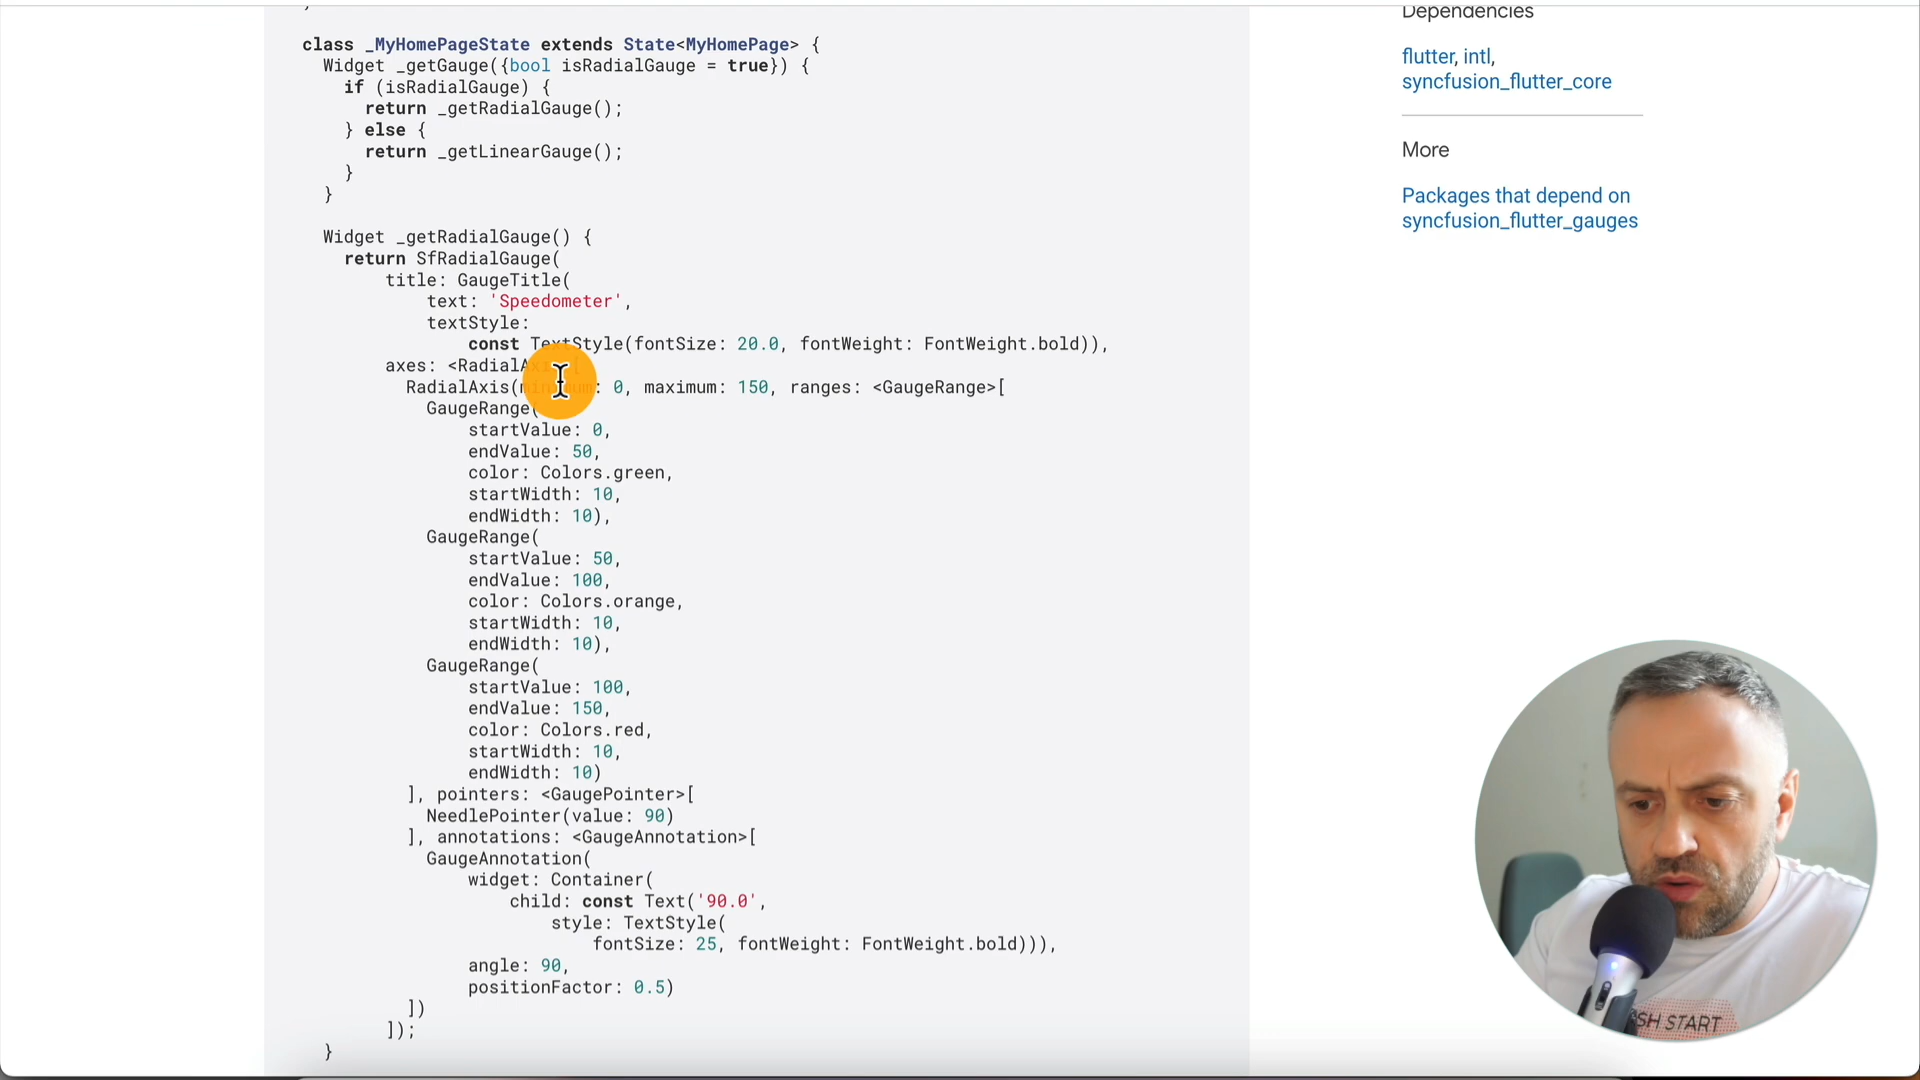 class _MyHomePageState extends State<MyHomePage> {
  Widget _getGauge({bool isRadialGauge = true}) {
    if (isRadialGauge) {
      return _getRadialGauge();
    } else {
      return _getLinearGauge();
    }
  }
  Widget _getRadialGauge() {
    return SfRadialGauge(
        title: GaugeTitle(
            text: 'Speedometer',
            textStyle:
                const TextStyle(fontSize: 20.0, fontWeight: FontWeight.bold)),
        axes: <RadialAxis>[
          RadialAxis(minimum: 0, maximum: 150, ranges: <GaugeRange>[
            GaugeRange(
                startValue: 0,
                endValue: 50,
                color: Colors.green,
                startWidth: 10,
                endWidth: 10),
            GaugeRange(
                startValue: 50,
                endValue: 100,
                color: Colors.orange,
                startWidth: 10,
                endWidth: 10),
            GaugeRange(
                startValue: 100,
                endValue: 150,
                color: Colors.red,
                startWidth: 10,
                endWidth: 10)
          ], pointers: <GaugePointer>[
            NeedlePointer(value: 90)
          ], annotations: <GaugeAnnotation>[
            GaugeAnnotation(
                widget: Container(
                    child: const Text('90.0',
                        style: TextStyle(
                            fontSize: 25, fontWeight: FontWeight.bold))),
                angle: 90,
                positionFactor: 0.5)
          ])
        ]);
  }
Dependencies
flutter, intl,
syncfusion_flutter_core
More
Packages that depend on
syncfusion_flutter_gauges
SH START